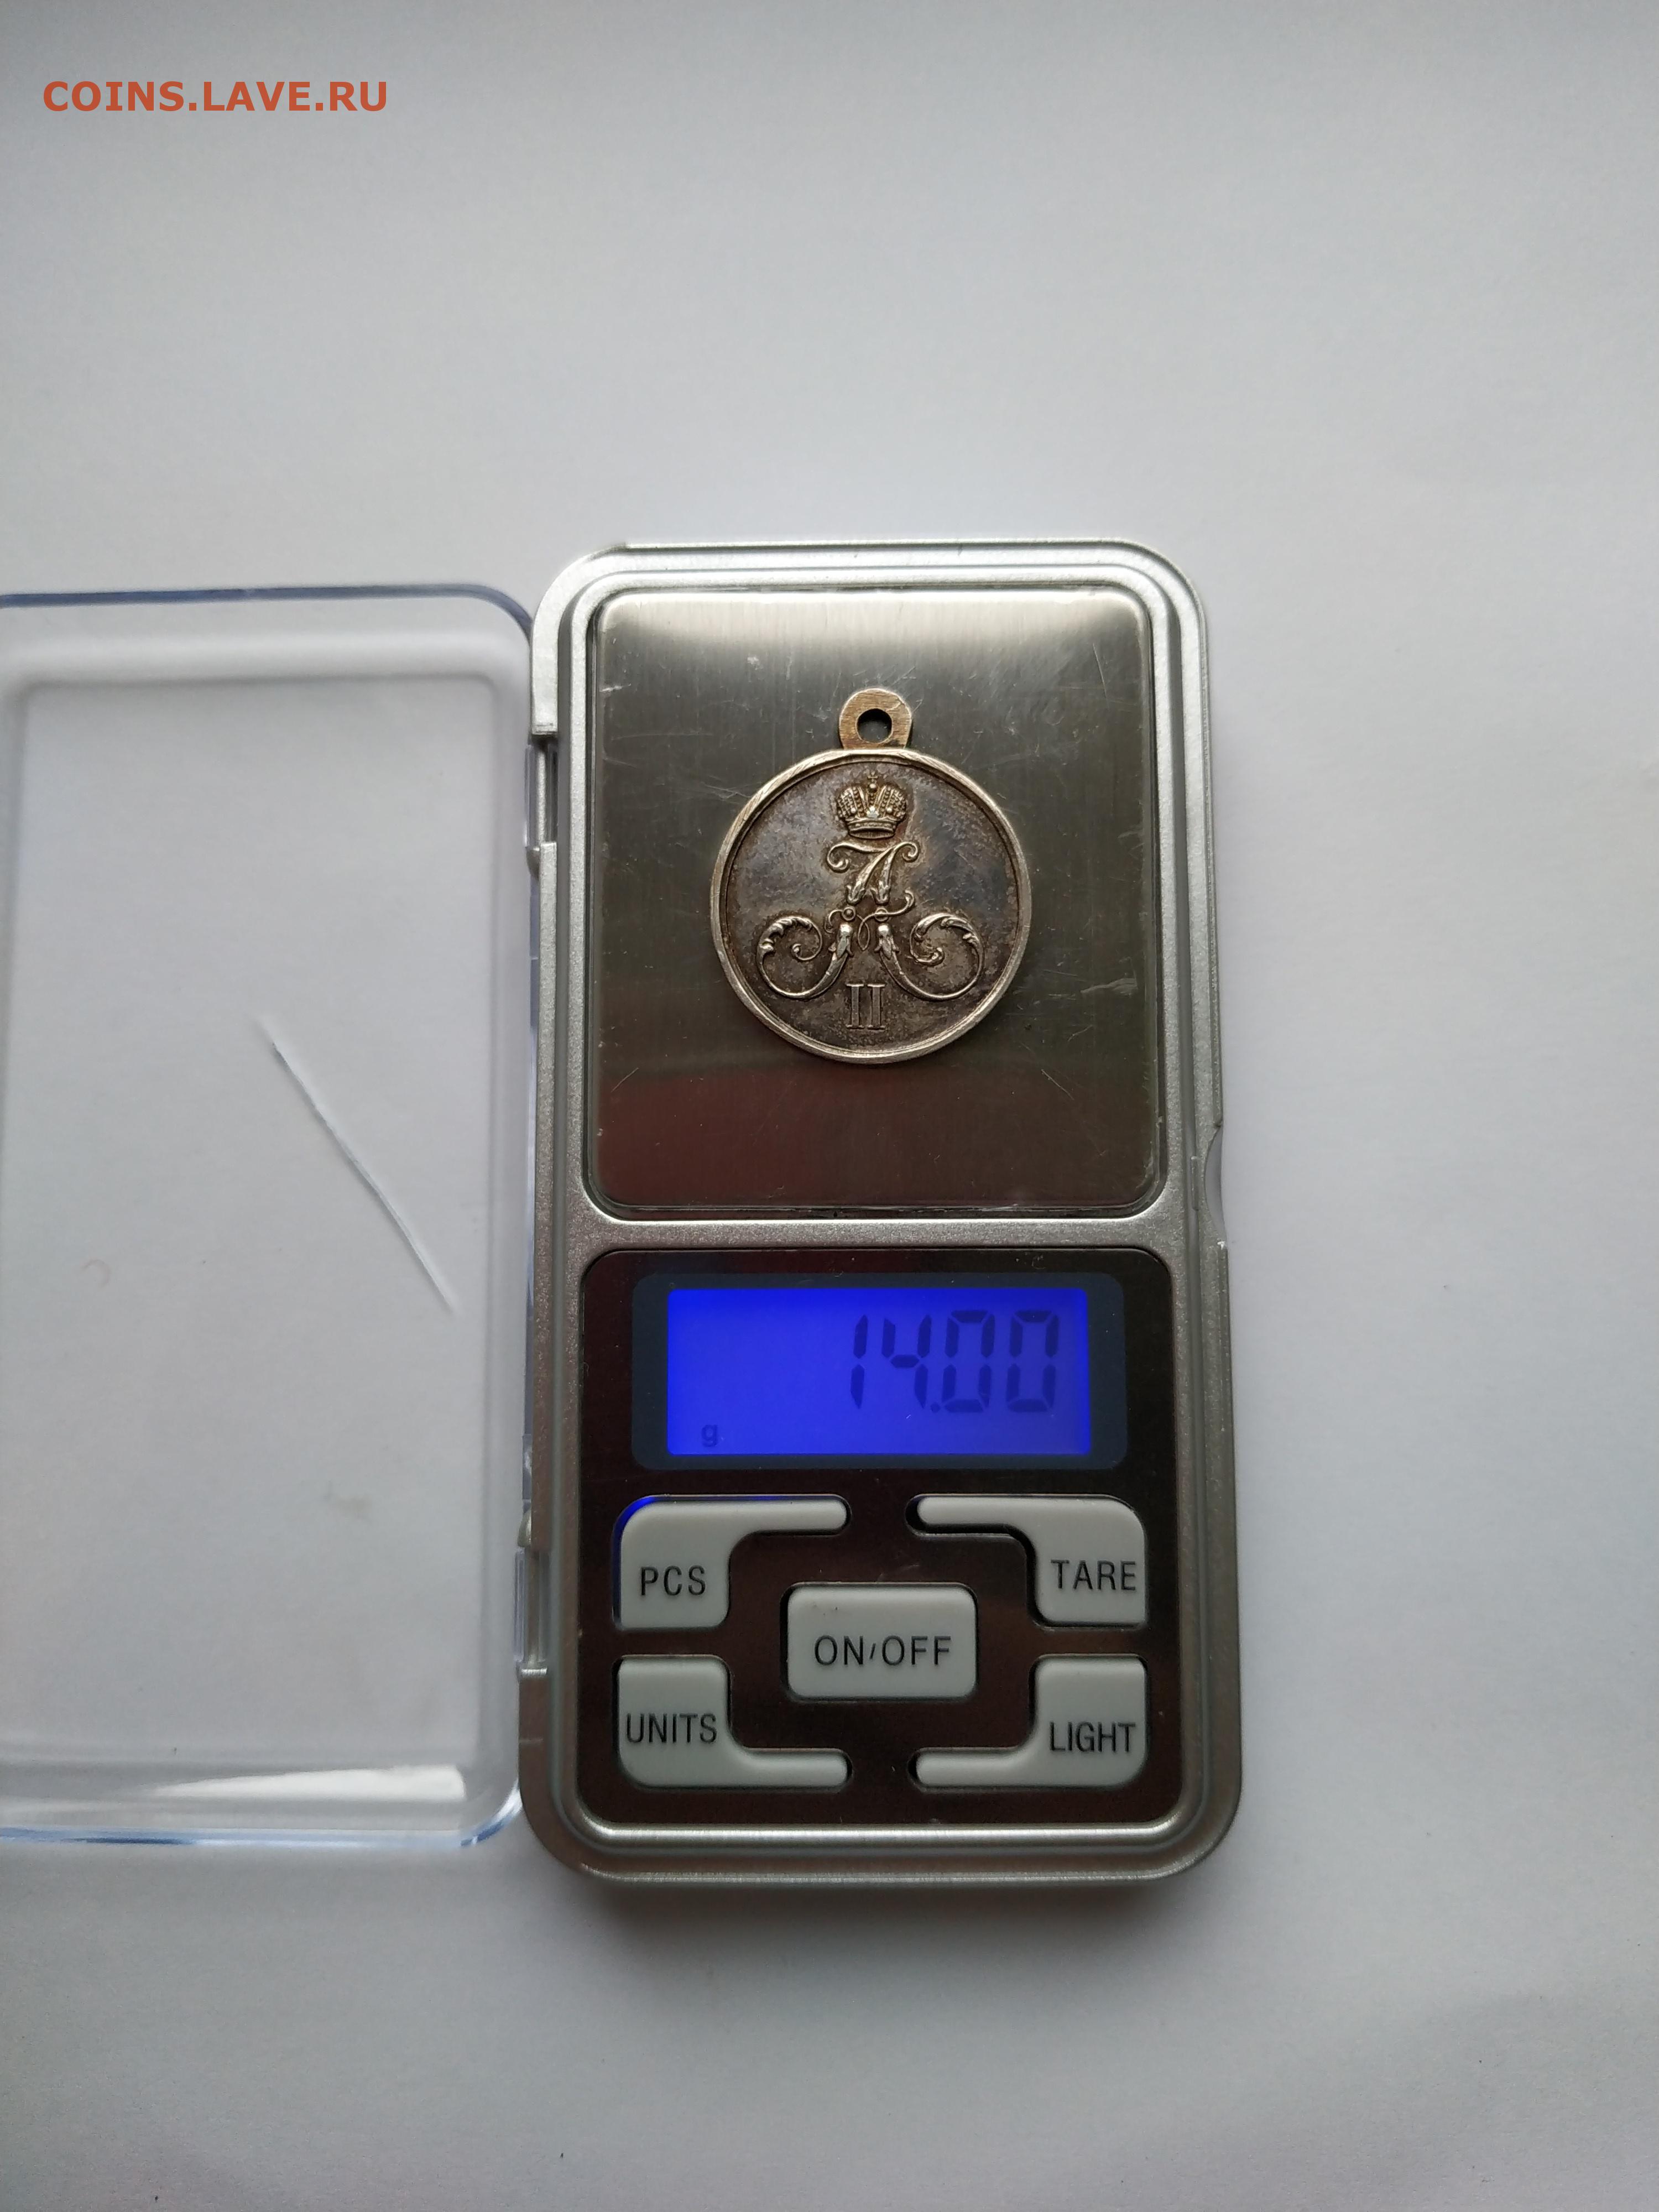 COINS.LAVE.RU
A
II
14.00
g
PCS
TARE
ON/OFF
UNITS
LIGHT